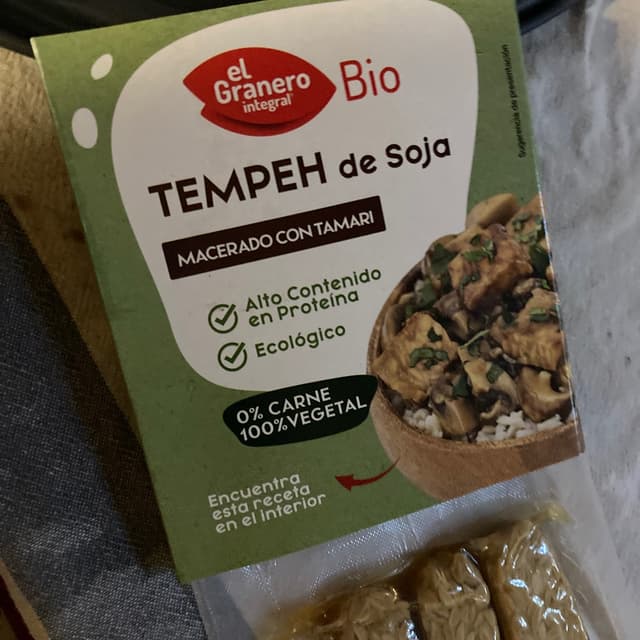 el
Granero
integral
Bio
Sugerencia de presentación
TEMPEH de Soja
MACERADO CON TAMARI
Alto Contenido
en Proteína
Ecológico
0% CARNE
100% VEGETAL
Encuentra
esta receta
en el interior